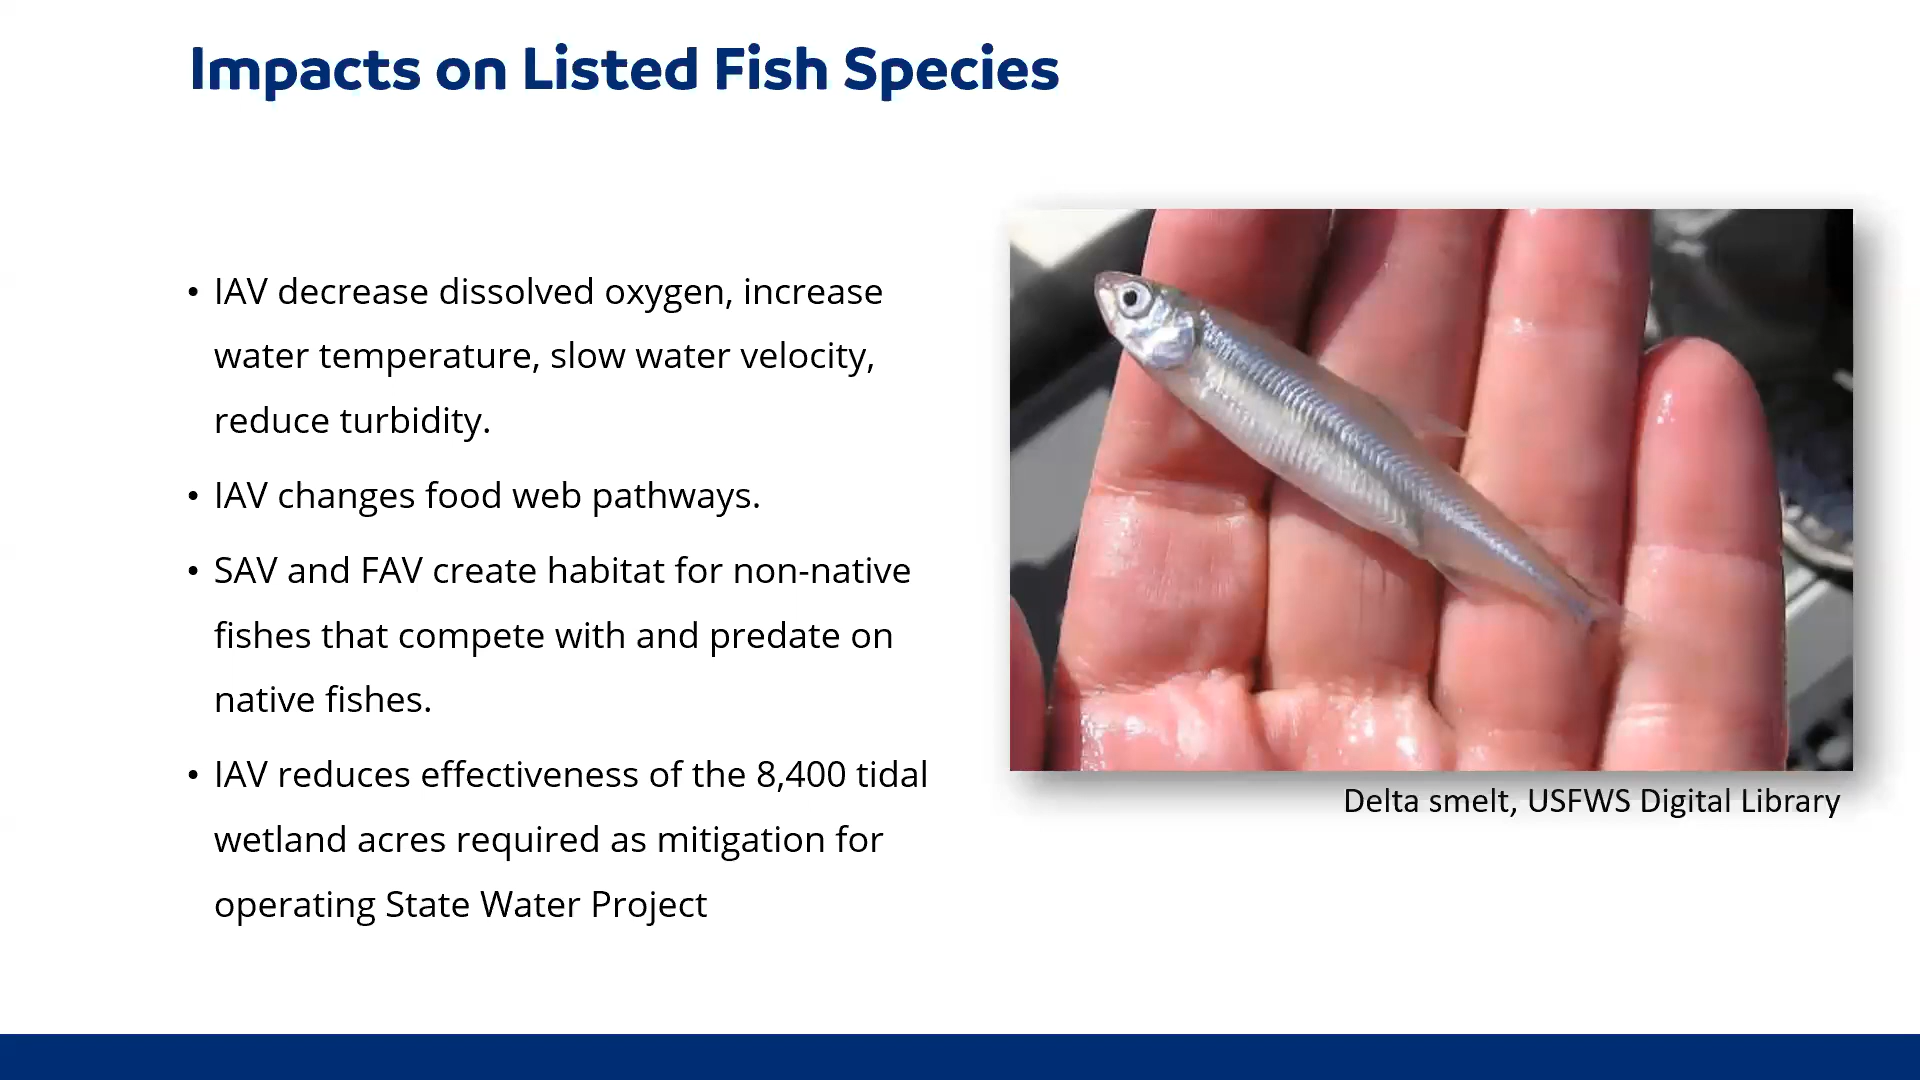 Impacts on Listed Fish Species
• IAV decrease dissolved oxygen, increase
water temperature, slow water velocity,
reduce turbidity.
• IAV changes food web pathways.
• SAV and FAV create habitat for non-native
fishes that compete with and predate on
native fishes.
• IAV reduces effectiveness of the 8,400 tidal
wetland acres required as mitigation for
operating State Water Project
Delta smelt, USFWS Digital Library